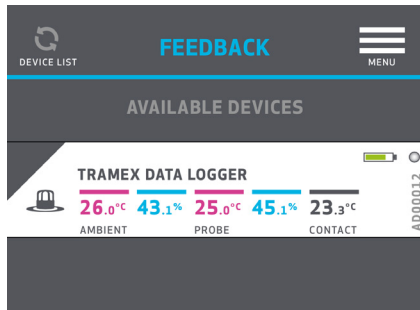 FEEDBACK
DEVICE LIST
MENU
AVAILABLE DEVICES
TRAMEX DATA LOGGER
26.0°C 43.1% 25.0°C 45.1% 23.3°C
AMBIENT PROBE CONTACT
AD00012